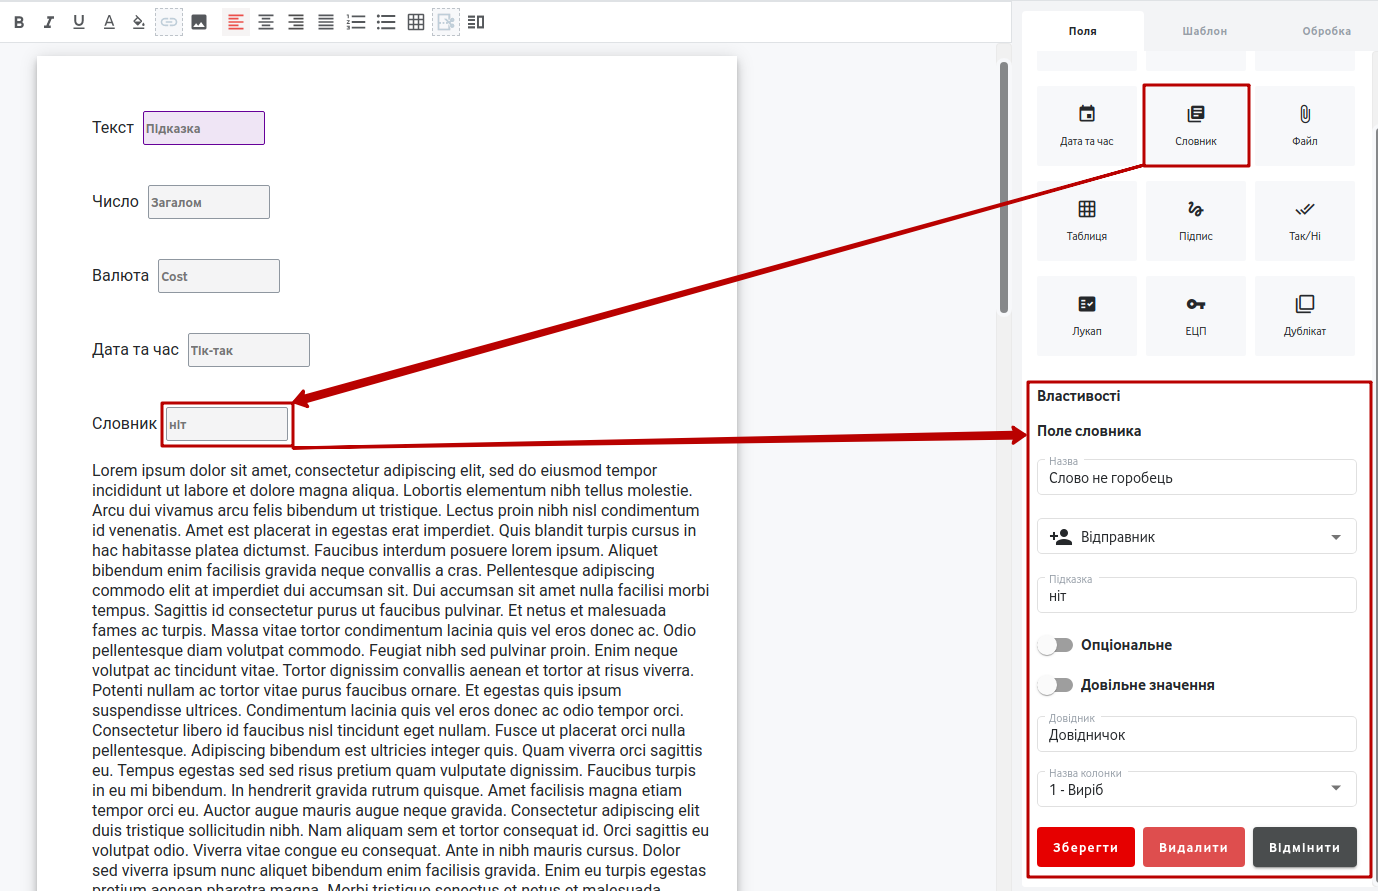 B I U A
Поля Шаблон Обробка
Дата та час Словник Файл
Таблиця Підпис Так/Ні
Лукап ЕЦП Дублікат
Текст Підказка
Число Загалом
Валюта Cost
Дата та час Тік-так
Словник ніт
Lorem ipsum dolor sit amet, consectetur adipiscing elit, sed do eiusmod tempor
incididunt ut labore et dolore magna aliqua. Lobortis elementum nibh tellus molestie.
Arcu dui vivamus arcu felis bibendum ut tristique. Lectus proin nibh nisl condimentum
id venenatis. Amet est placerat in egestas erat imperdiet. Quis blandit turpis cursus in
hac habitasse platea dictumst. Faucibus interdum posuere lorem ipsum. Aliquet
bibendum enim facilisis gravida neque convallis a cras. Pellentesque adipiscing
commodo elit at imperdiet dui accumsan sit. Dui accumsan sit amet nulla facilisi morbi
tempus. Sagittis id consectetur purus ut faucibus pulvinar. Et netus et malesuada
fames ac turpis. Massa vitae tortor condimentum lacinia quis vel eros donec ac. Odio
pellentesque diam volutpat commodo. Feugiat nibh sed pulvinar proin. Enim neque
volutpat ac tincidunt vitae. Tortor dignissim convallis aenean et tortor at risus viverra.
Potenti nullam ac tortor vitae purus faucibus ornare. Et egestas quis ipsum
suspendisse ultrices. Condimentum lacinia quis vel eros donec ac odio tempor orci.
Consectetur libero id faucibus nisl tincidunt eget nullam. Fusce ut placerat orci nulla
pellentesque. Adipiscing bibendum est ultricies integer quis. Quam viverra orci sagittis
eu. Tempus egestas sed sed risus pretium quam vulputate dignissim. Faucibus turpis
in eu mi bibendum. In hendrerit gravida rutrum quisque. Amet facilisis magna etiam
tempor orci eu. Auctor augue mauris augue neque gravida. Consectetur adipiscing elit
duis tristique sollicitudin nibh. Nam aliquam sem et tortor consequat id. Orci sagittis eu
volutpat odio. Viverra vitae congue eu consequat. Ante in nibh mauris cursus. Dolor
sed viverra ipsum nunc aliquet bibendum enim facilisis gravida. Enim eu turpis egestas
pretium aenean pharetra magna. Morbi tristique senectus et netus et malesuada.
Властивості
Поле словника
Назва
Слово не горобець
Відправник
Підказка
ніт
Опціональне
Довільне значення
Довідник
Довідничок
Назва колонки
1 - Виріб
Зберегти Видалити Відмінити